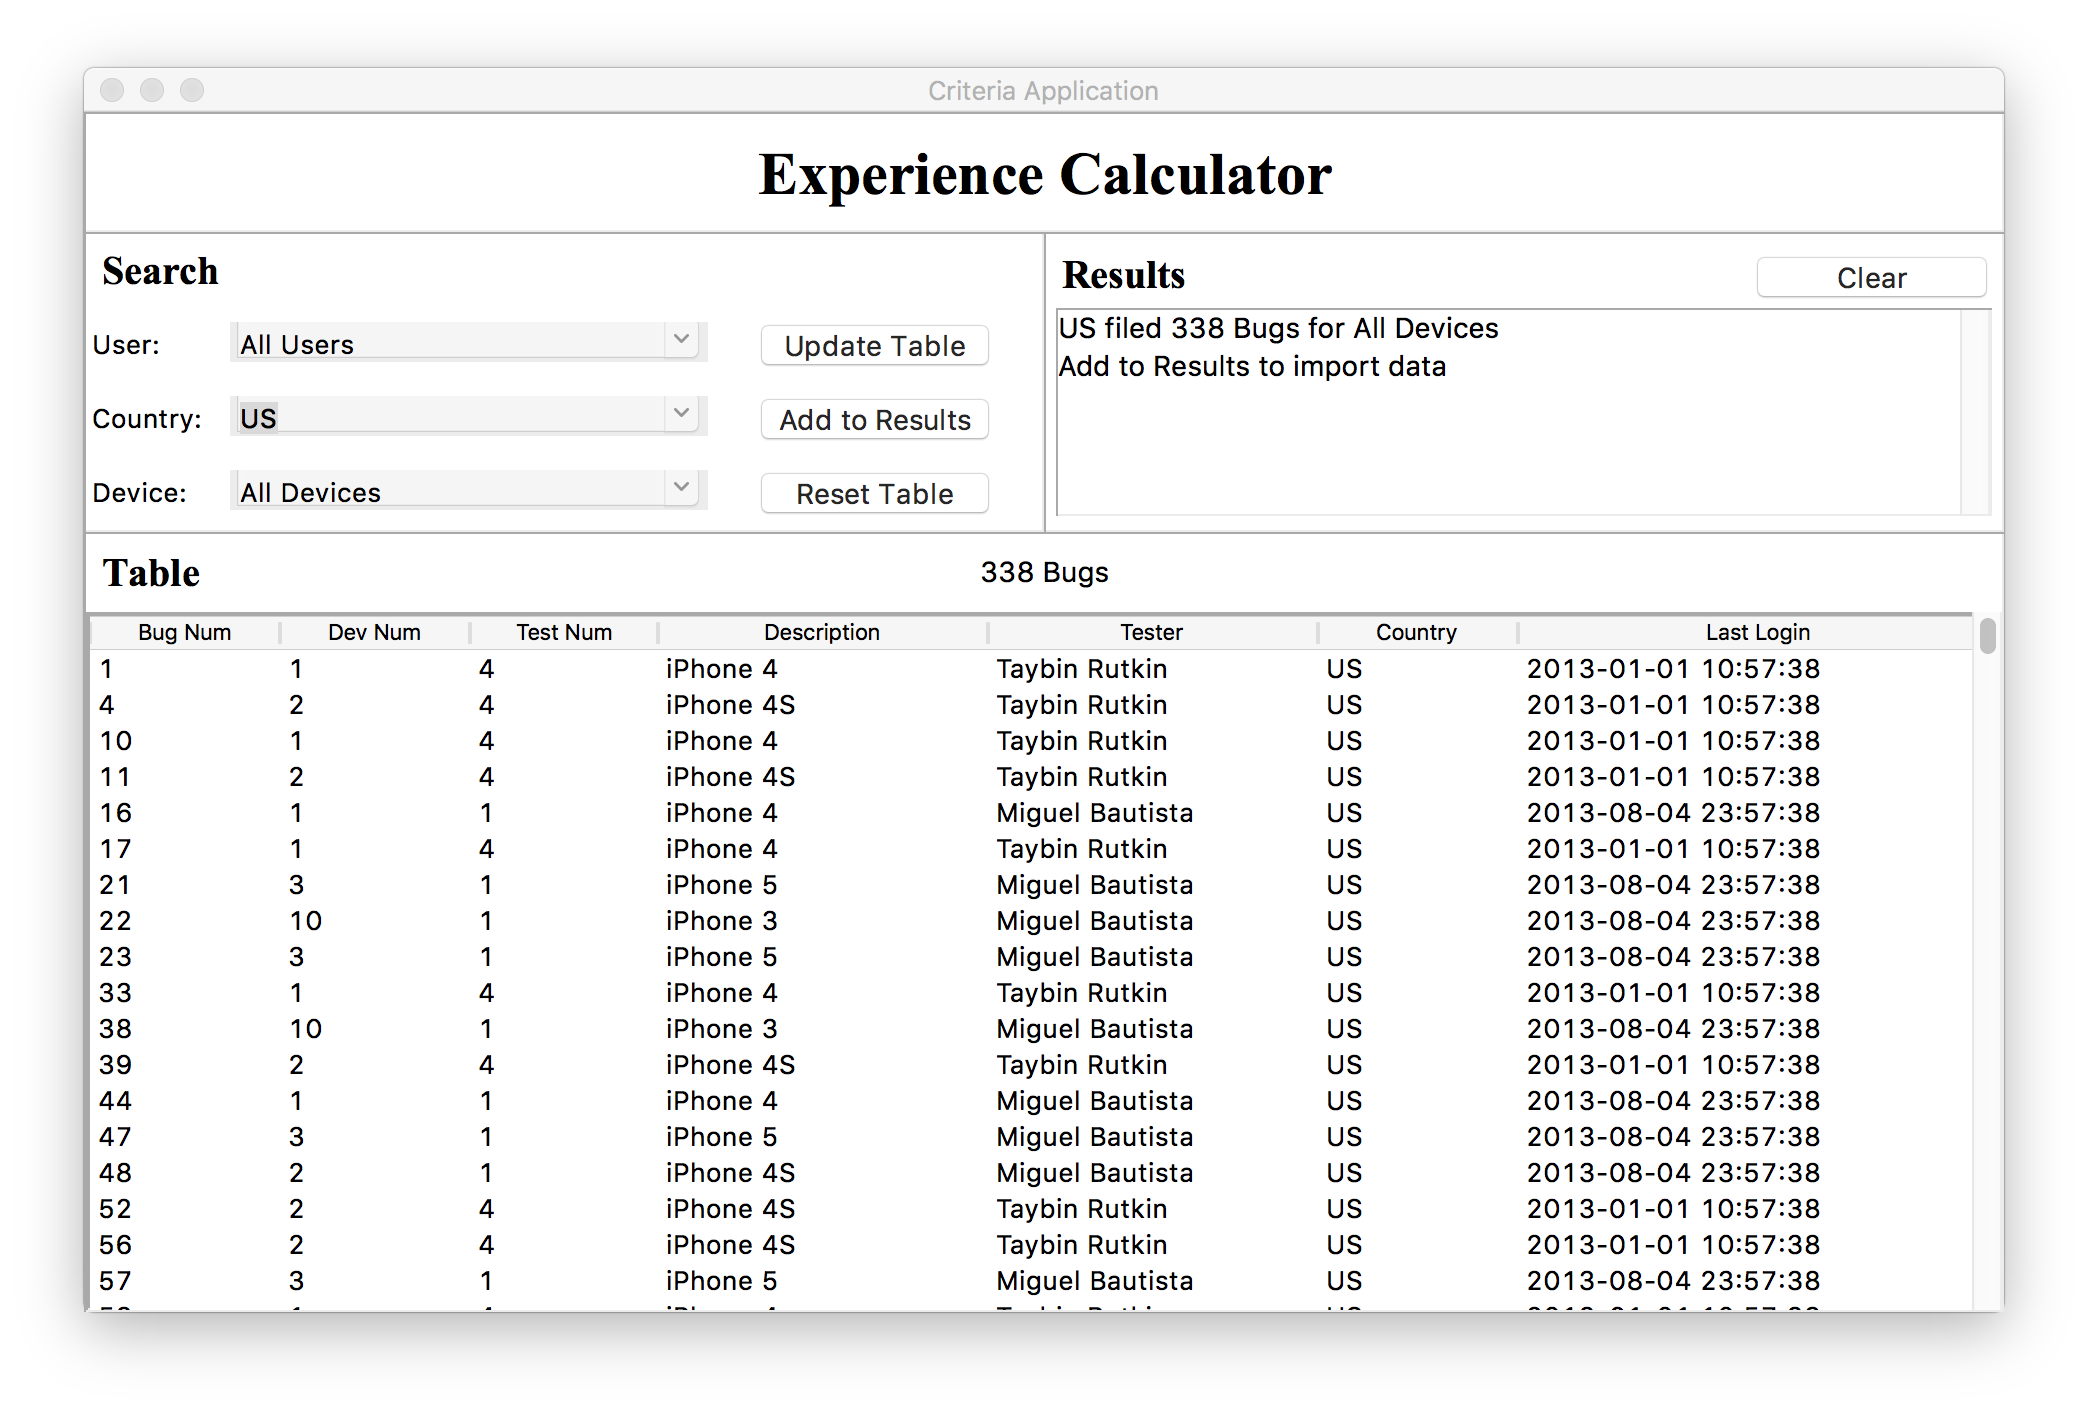 Criteria Application
Experience Calculator
Search
User: All Users Update Table
Country: US Add to Results
Device: All Devices Reset Table
Results Clear
US filed 338 Bugs for All Devices
Add to Results to import data
Table 338 Bugs
Bug Num Dev Num Test Num Description Tester Country Last Login
1 1 4 iPhone 4 Taybin Rutkin US 2013-01-01 10:57:38
4 2 4 iPhone 4S Taybin Rutkin US 2013-01-01 10:57:38
10 1 4 iPhone 4 Taybin Rutkin US 2013-01-01 10:57:38
11 2 4 iPhone 4S Taybin Rutkin US 2013-01-01 10:57:38
16 1 1 iPhone 4 Miguel Bautista US 2013-08-04 23:57:38
17 1 4 iPhone 4 Taybin Rutkin US 2013-01-01 10:57:38
21 3 1 iPhone 5 Miguel Bautista US 2013-08-04 23:57:38
22 10 1 iPhone 3 Miguel Bautista US 2013-08-04 23:57:38
23 3 1 iPhone 5 Miguel Bautista US 2013-08-04 23:57:38
33 1 4 iPhone 4 Taybin Rutkin US 2013-01-01 10:57:38
38 10 1 iPhone 3 Miguel Bautista US 2013-08-04 23:57:38
39 2 4 iPhone 4S Taybin Rutkin US 2013-01-01 10:57:38
44 1 1 iPhone 4 Miguel Bautista US 2013-08-04 23:57:38
47 3 1 iPhone 5 Miguel Bautista US 2013-08-04 23:57:38
48 2 1 iPhone 4S Miguel Bautista US 2013-08-04 23:57:38
52 2 4 iPhone 4S Taybin Rutkin US 2013-01-01 10:57:38
56 2 4 iPhone 4S Taybin Rutkin US 2013-01-01 10:57:38
57 3 1 iPhone 5 Miguel Bautista US 2013-08-04 23:57:38